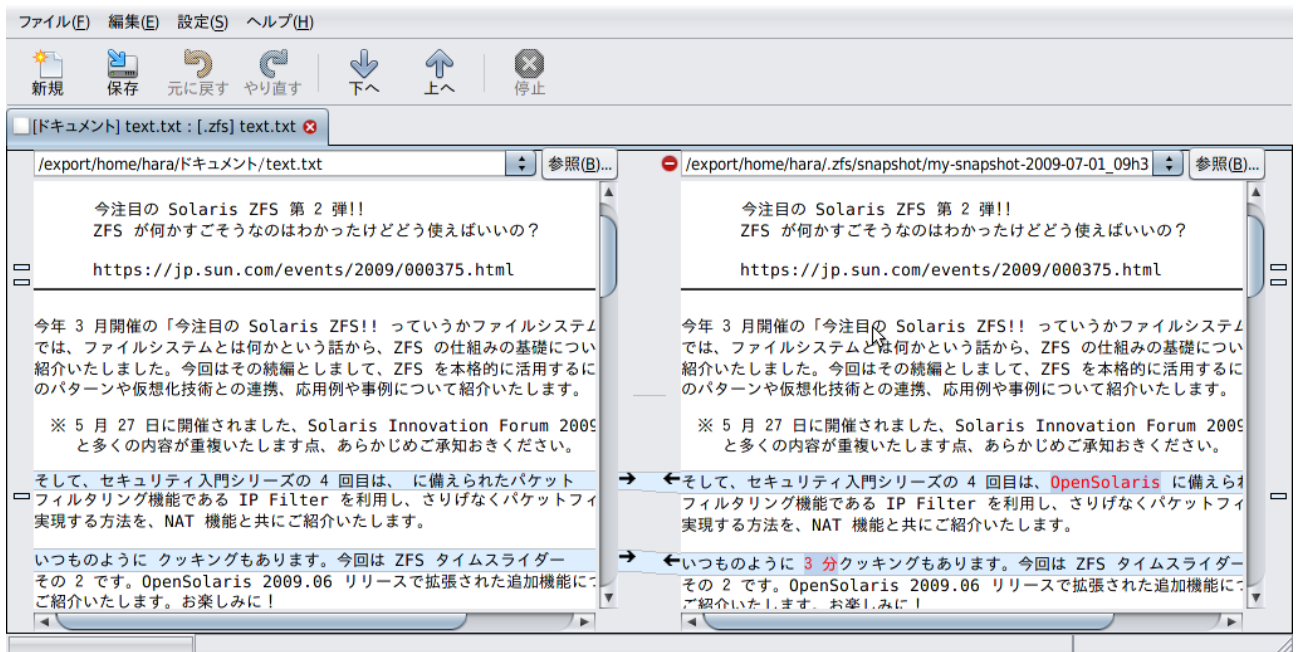 ファイル(F) 編集(E) 設定(S) ヘルプ(H)
新規 保存 元に戻す やり直す 下へ 上へ 停止
[ドキュメント] text.txt : [.zfs] text.txt
/export/home/hara/ドキュメント/text.txt 参照(B)...
今注目の Solaris ZFS 第 2 弾!!
ZFS が何かすごそうなのはわかったけどどう使えばいいの？
https://jp.sun.com/events/2009/000375.html
今年 3 月開催の「今注目の Solaris ZFS!! っていうかファイルシステム
では、ファイルシステムとは何かという話から、ZFS の仕組みの基礎につい
紹介いたしました。今回はその続編としまして、ZFS を本格的に活用するに
のパターンや仮想化技術との連携、応用例や事例について紹介いたします。
※ 5 月 27 日に開催されました、Solaris Innovation Forum 2009
と多くの内容が重複いたします点、あらかじめご承知おきください。
そして、セキュリティ入門シリーズの 4 回目は、 に備えられたパケット
フィルタリング機能である IP Filter を利用し、さりげなくパケットフィ
実現する方法を、NAT 機能と共にご紹介いたします。
いつものように クッキングもあります。今回は ZFS タイムスライダー
その 2 です。OpenSolaris 2009.06 リリースで拡張された追加機能につ
ご紹介いたします。お楽しみに！
/export/home/hara/.zfs/snapshot/my-snapshot-2009-07-01_09h3 参照(B)...
今注目の Solaris ZFS 第 2 弾!!
ZFS が何かすごそうなのはわかったけどどう使えばいいの？
https://jp.sun.com/events/2009/000375.html
今年 3 月開催の「今注目の Solaris ZFS!! っていうかファイルシステム
では、ファイルシステムとは何かという話から、ZFS の仕組みの基礎につい
紹介いたしました。今回はその続編としまして、ZFS を本格的に活用するに
のパターンや仮想化技術との連携、応用例や事例について紹介いたします。
※ 5 月 27 日に開催されました、Solaris Innovation Forum 2009
と多くの内容が重複いたします点、あらかじめご承知おきください。
そして、セキュリティ入門シリーズの 4 回目は、OpenSolaris に備えられ
フィルタリング機能である IP Filter を利用し、さりげなくパケットフィ
実現する方法を、NAT 機能と共にご紹介いたします。
いつものように 3 分クッキングもあります。今回は ZFS タイムスライダー
その 2 です。OpenSolaris 2009.06 リリースで拡張された追加機能につ
ご紹介いたします。お楽しみに！